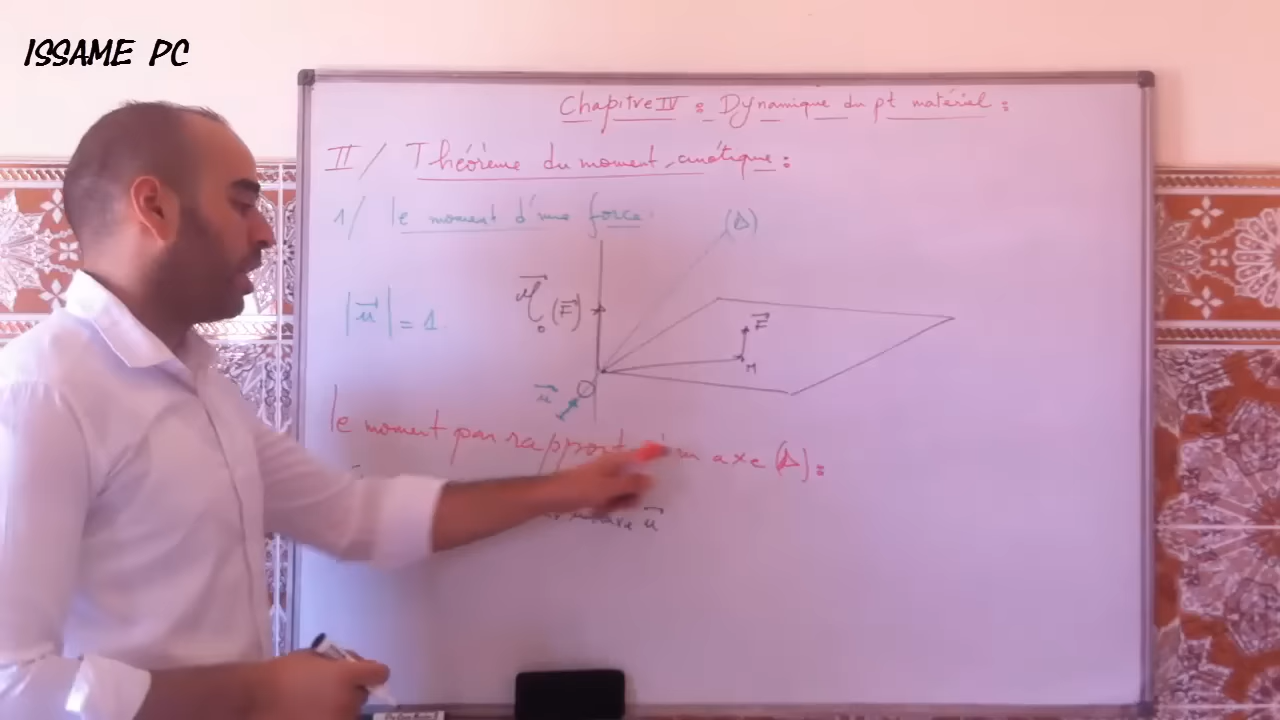 ISSAME PC
Chapitre IV : Dynamique du pt matériel :
II / Théorème du moment cinétique :
1/ le moment d'une force :
(Δ)
|u⃗| = 1
M⃗o (F⃗)
F⃗
M
u⃗
le moment par rapport un axe (Δ) :
u⃗